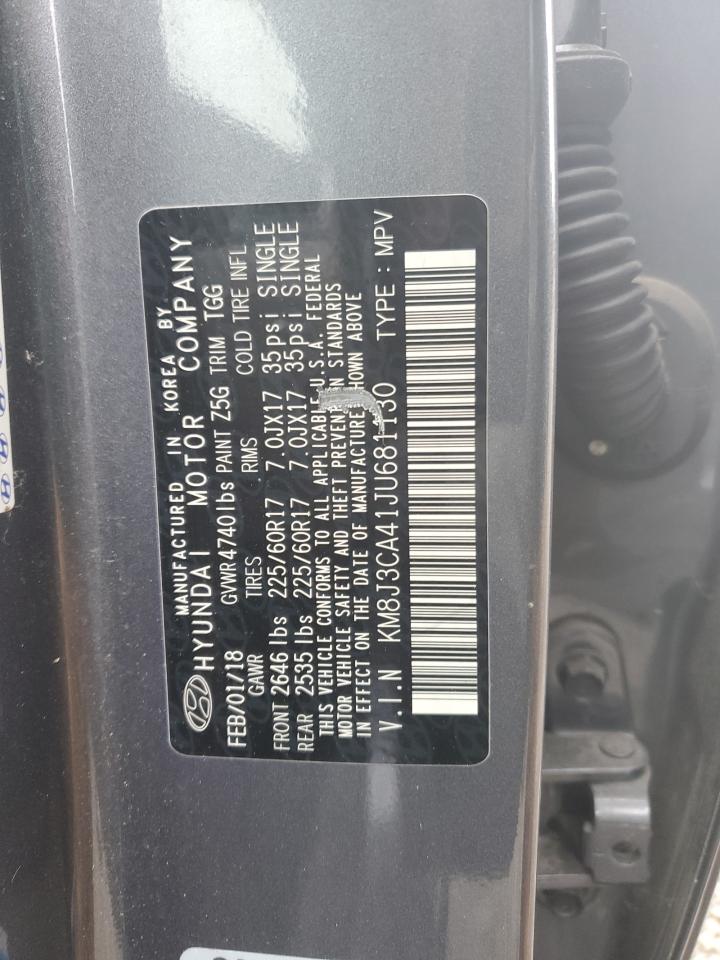 MANUFACTURED IN KOREA BY
HYUNDAI MOTOR COMPANY
FEB/01/18 GVWR4740lbs PAINT Z5G TRIM TGG
GAWR TIRES RIMS COLD TIRE INFL
FRONT 2646 lbs 225/60R17 7.0JX17 35psi SINGLE
REAR 2535 lbs 225/60R17 7.0JX17 35psi SINGLE
THIS VEHICLE CONFORMS TO ALL APPLICABLE U.S.A. FEDERAL
MOTOR VEHICLE SAFETY AND THEFT PREVEN N STANDARDS
IN EFFECT ON THE DATE OF MANUFACTURE HOWN ABOVE
V.I.N KM8J3CA41JU681130 TYPE : MPV